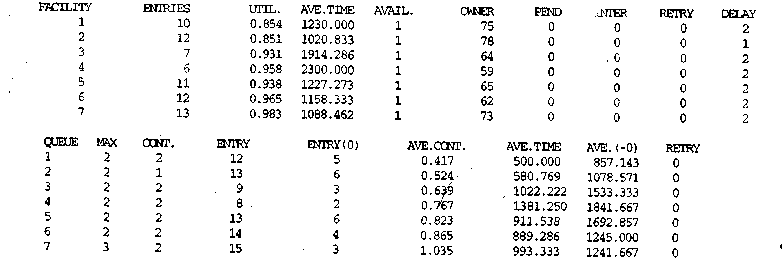 FACILITY ENTRIES UTIL. AVE.TIME AVAIL. OWNER PEND INTER RETRY DELAY
1 10 0.854 1230.000 1 75 0 0 0 2
2 12 0.851 1020.833 1 78 0 0 0 1
3 7 0.931 1914.286 1 64 0 0 0 2
4 6 0.958 2300.000 1 59 0 0 0 2
5 11 0.938 1227.273 1 65 0 0 0 2
6 12 0.965 1158.333 1 62 0 0 0 2
7 13 0.983 1088.462 1 73 0 0 0 2
QUEUE MAX CONT. ENTRY ENTRY(0) AVE.CONT. AVE.TIME AVE.(-0) RETRY
1 2 2 12 5 0.417 500.000 857.143 0
2 2 1 13 6 0.524 580.769 1078.571 0
3 2 2 9 3 0.639 1022.222 1533.333 0
4 2 2 8 2 0.767 1381.250 1841.667 0
5 2 2 13 6 0.823 911.538 1692.857 0
6 2 2 14 4 0.865 889.286 1245.000 0
7 3 2 15 3 1.035 993.333 1241.667 0